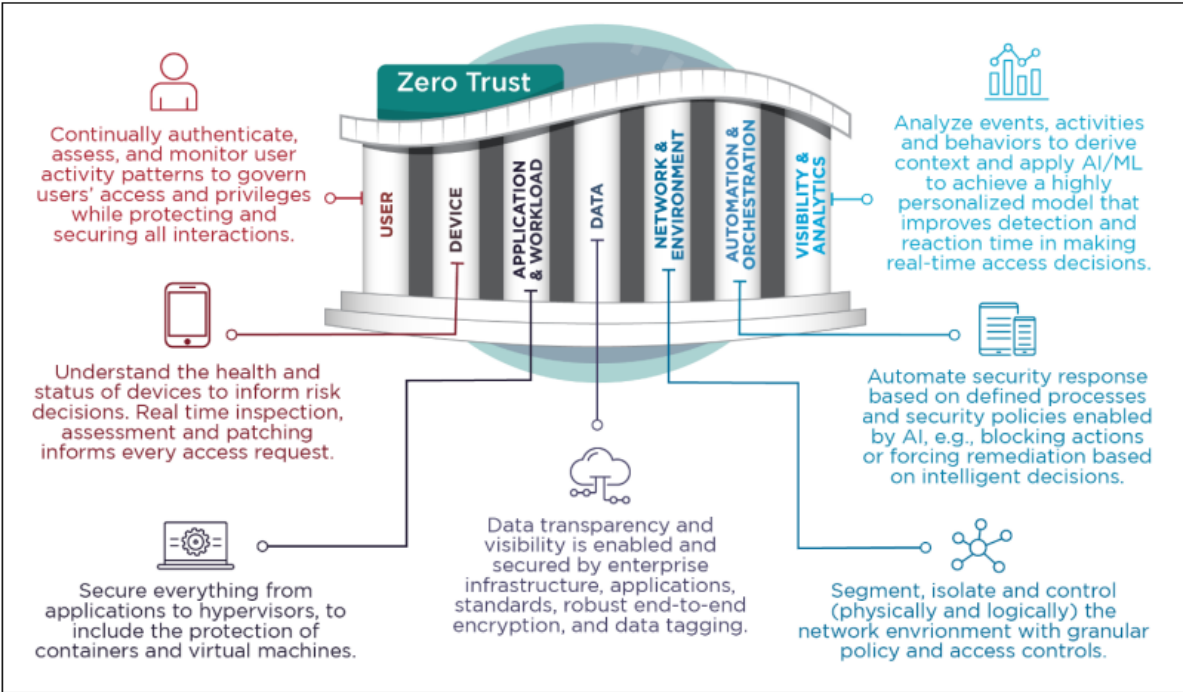 Zero Trust
USER
DEVICE
APPLICATION
& WORKLOAD
DATA
NETWORK &
ENVIRONMENT
AUTOMATION &
ORCHESTRATION
VISIBILITY &
ANALYTICS
Continually authenticate,
assess, and monitor user
activity patterns to govern
users’ access and privileges
while protecting and
securing all interactions.
Understand the health and
status of devices to inform risk
decisions. Real time inspection,
assessment and patching
informs every access request.
Secure everything from
applications to hypervisors, to
include the protection of
containers and virtual machines.
Data transparency and
visibility is enabled and
secured by enterprise
infrastructure, applications,
standards, robust end-to-end
encryption, and data tagging.
Segment, isolate and control
(physically and logically) the
network envrionment with granular
policy and access controls.
Automate security response
based on defined processes
and security policies enabled
by AI, e.g., blocking actions
or forcing remediation based
on intelligent decisions.
Analyze events, activities
and behaviors to derive
context and apply AI/ML
to achieve a highly
personalized model that
improves detection and
reaction time in making
real-time access decisions.